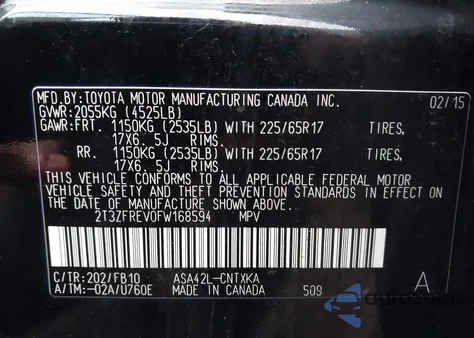 MFD.BY:TOYOTA MOTOR MANUFACTURING CANADA INC. 02/15
GVWR:2055KG (4525LB)
GAWR:FRT. 1150KG (2535LB) WITH 225/65R17 TIRES,
17X6. 5J RIMS.
RR. 1150KG (2535LB) WITH 225/65R17 TIRES,
17X6. 5J RIMS.
THIS VEHICLE CONFORMS TO ALL APPLICABLE FEDERAL MOTOR
VEHICLE SAFETY AND THEFT PREVENTION STANDARDS IN EFFECT
ON THE DATE OF MANUFACTURE SHOWN ABOVE.
2T3ZFREV0FW168594 MPV
C/TR:202/FB10 ASA42L-CNTXKA A
A/TM:-02A/U760E MADE IN CANADA 509
autoshop